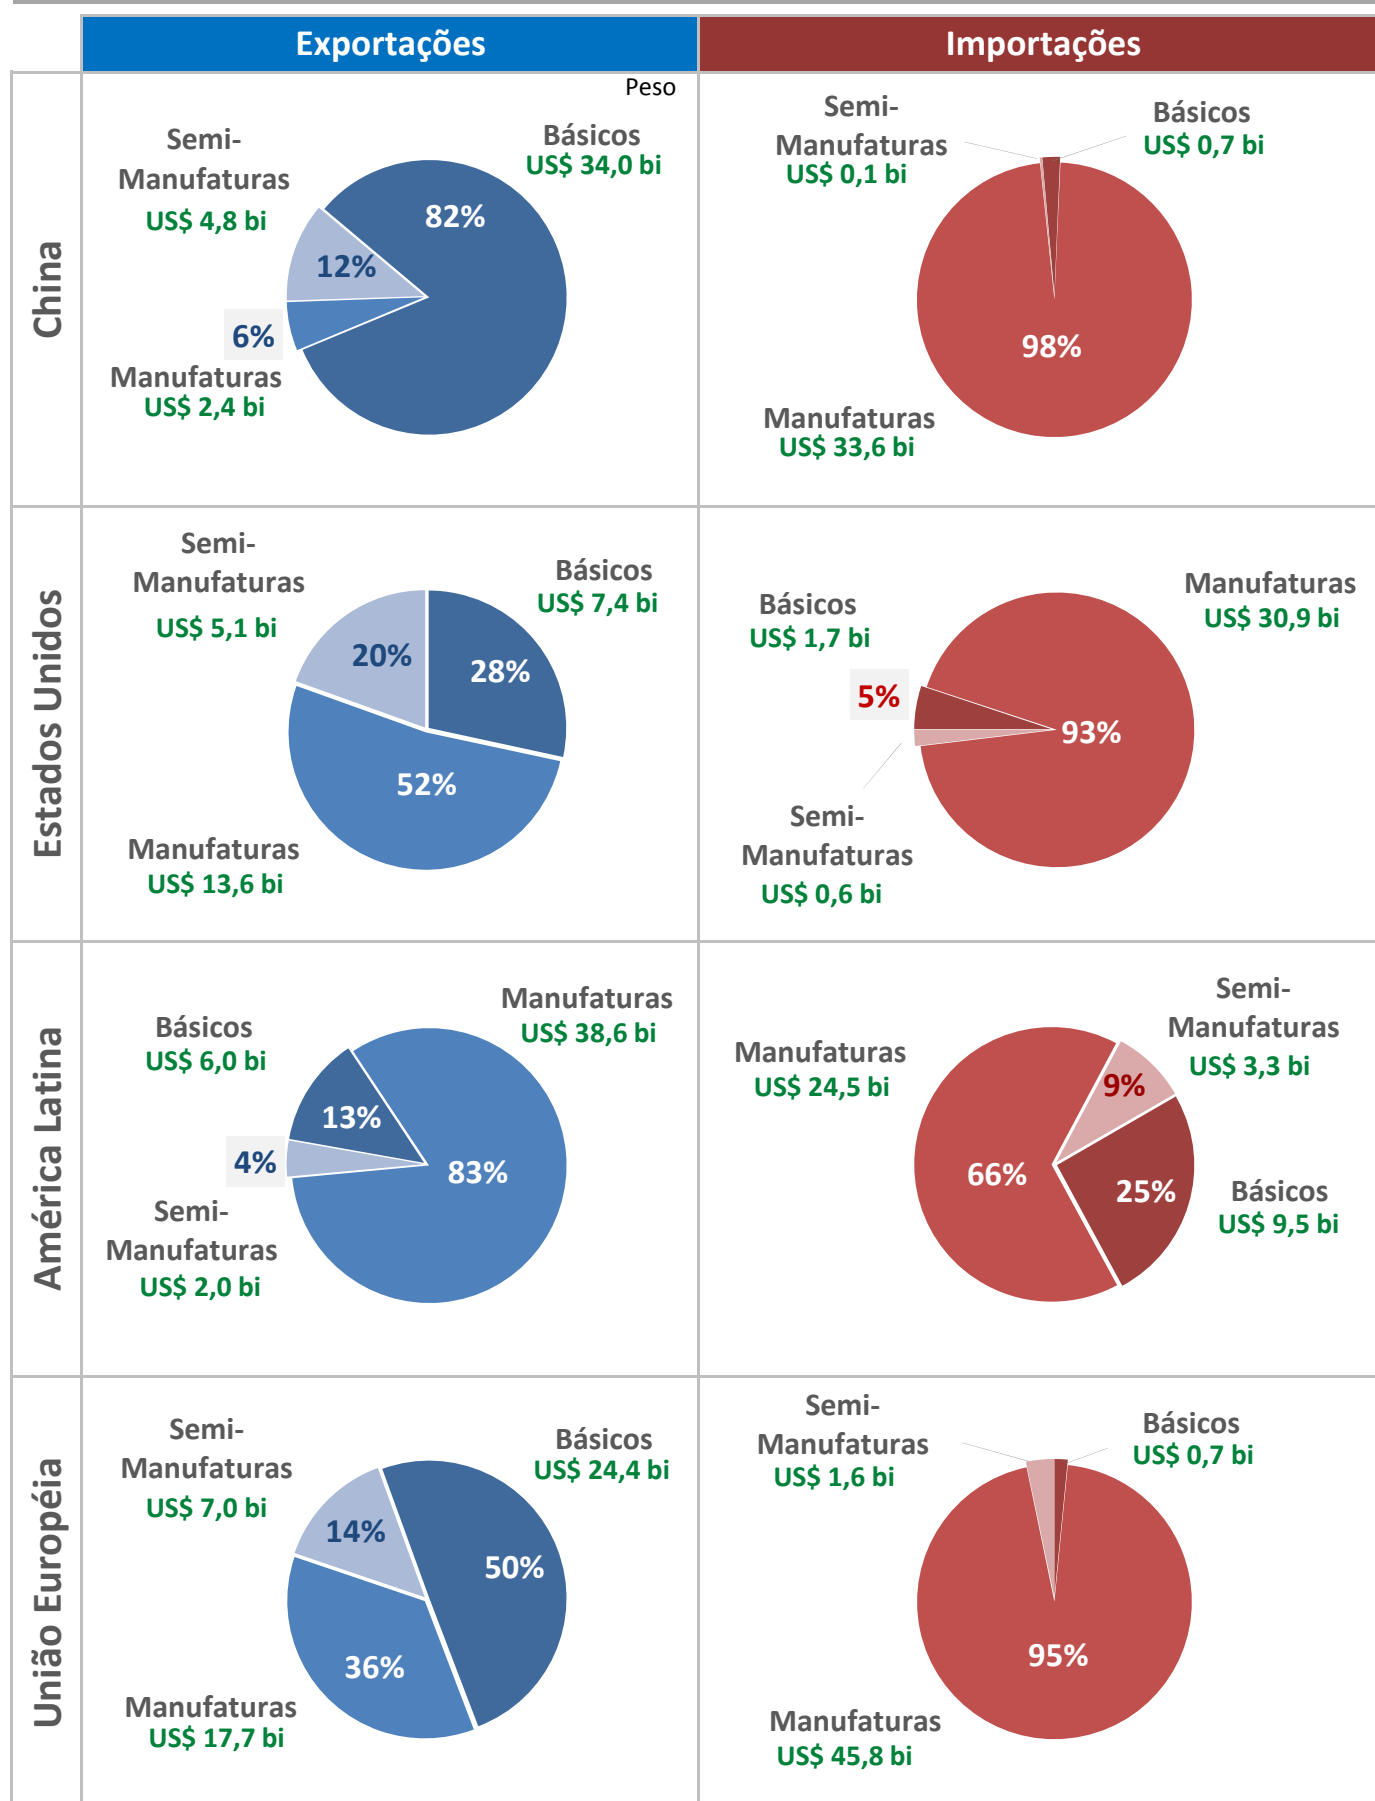 Exportações
Importações
China
Peso
Semi-
Manufaturas
US$ 4,8 bi
Básicos
US$ 34,0 bi
82%
12%
6%
Manufaturas
US$ 2,4 bi
Semi-
Manufaturas
US$ 0,1 bi
Básicos
US$ 0,7 bi
98%
Manufaturas
US$ 33,6 bi
Estados Unidos
Semi-
Manufaturas
US$ 5,1 bi
Básicos
US$ 7,4 bi
20%
28%
52%
Manufaturas
US$ 13,6 bi
Básicos
US$ 1,7 bi
Manufaturas
US$ 30,9 bi
5%
93%
Semi-
Manufaturas
US$ 0,6 bi
América Latina
Básicos
US$ 6,0 bi
Manufaturas
US$ 38,6 bi
13%
4%
83%
Semi-
Manufaturas
US$ 2,0 bi
Manufaturas
US$ 24,5 bi
Semi-
Manufaturas
US$ 3,3 bi
9%
66%
25%
Básicos
US$ 9,5 bi
União Européia
Semi-
Manufaturas
US$ 7,0 bi
Básicos
US$ 24,4 bi
14%
50%
36%
Manufaturas
US$ 17,7 bi
Semi-
Manufaturas
US$ 1,6 bi
Básicos
US$ 0,7 bi
95%
Manufaturas
US$ 45,8 bi